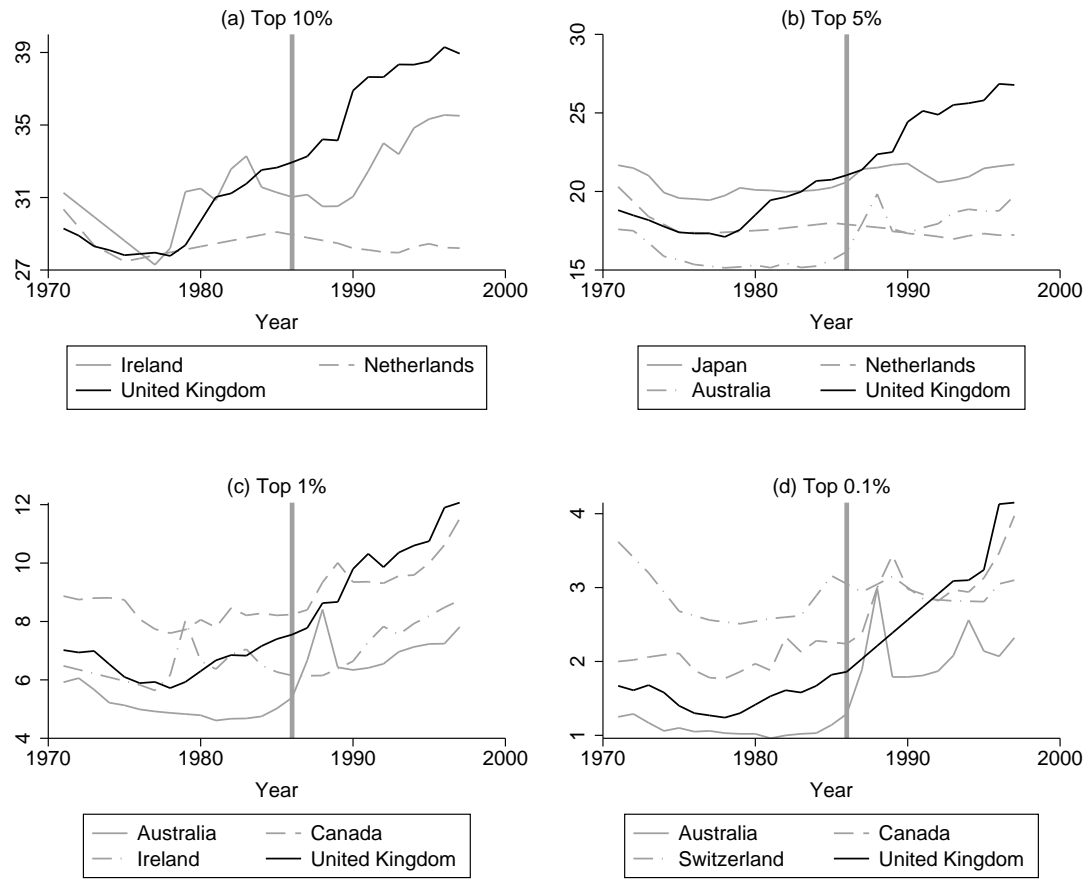 (a) Top 10%
39
35
31
27
1970 1980 1990 2000
Year
Ireland Netherlands
United Kingdom
(b) Top 5%
30
25
20
15
1970 1980 1990 2000
Year
Japan Netherlands
Australia United Kingdom
(c) Top 1%
12
10
8
6
4
1970 1980 1990 2000
Year
Australia Canada
Ireland United Kingdom
(d) Top 0.1%
4
3
2
1
1970 1980 1990 2000
Year
Australia Canada
Switzerland United Kingdom